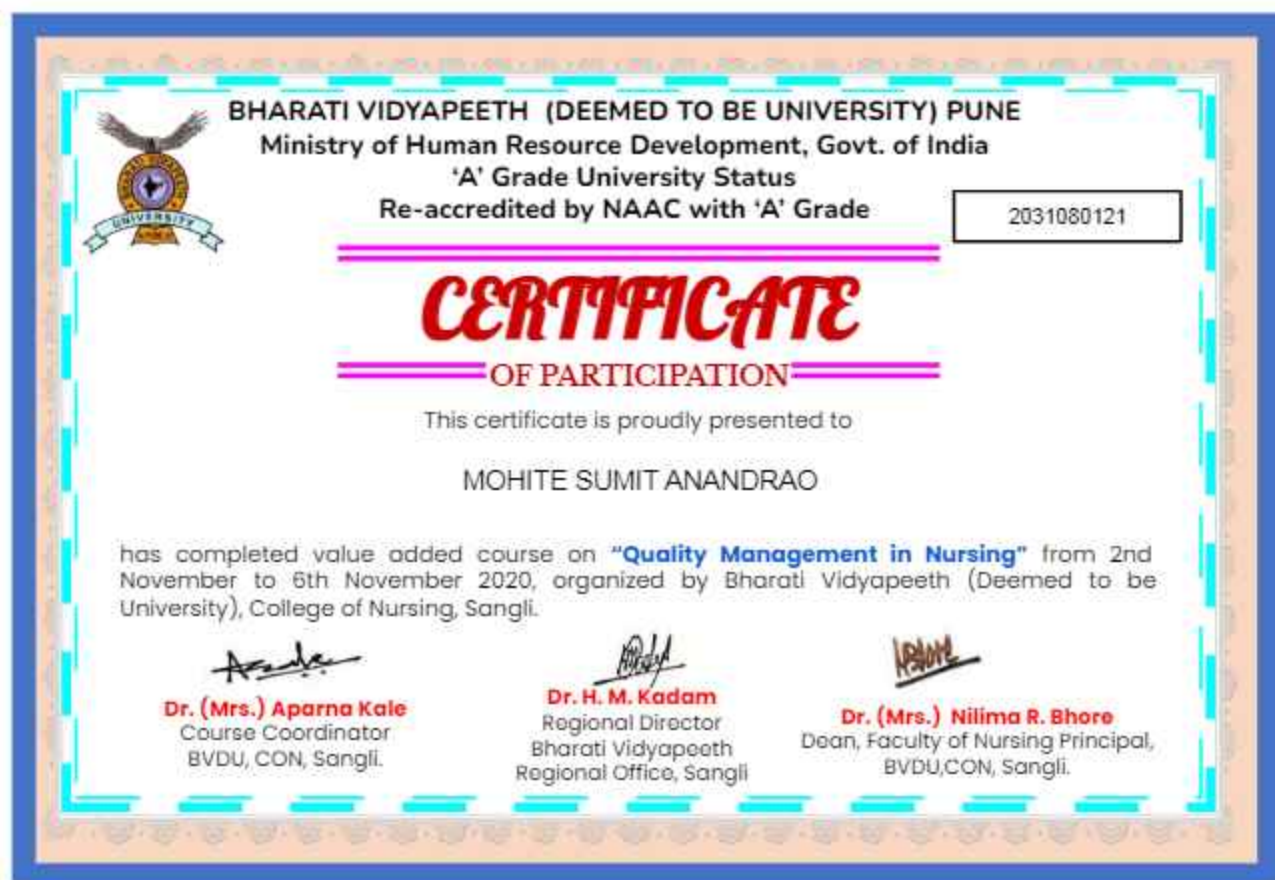 BHARATI VIDYAPEETH (DEEMED TO BE UNIVERSITY) PUNE
Ministry of Human Resource Development, Govt. of India
‘A’ Grade University Status
Re-accredited by NAAC with ‘A’ Grade
2031080121
BHARATI VIDYAPEETH
UNIVERSITY
CERTIFICATE
OF PARTICIPATION
This certificate is proudly presented to
MOHITE SUMIT ANANDRAO
has completed value added course on “Quality Management in Nursing” from 2nd
November to 6th November 2020, organized by Bharati Vidyapeeth (Deemed to be
University), College of Nursing, Sangli.
Dr. (Mrs.) Aparna Kale
Course Coordinator
BVDU, CON, Sangli.
Dr. H. M. Kadam
Regional Director
Bharati Vidyapeeth
Regional Office, Sangli
Dr. (Mrs.) Nilima R. Bhore
Dean, Faculty of Nursing Principal,
BVDU,CON, Sangli.